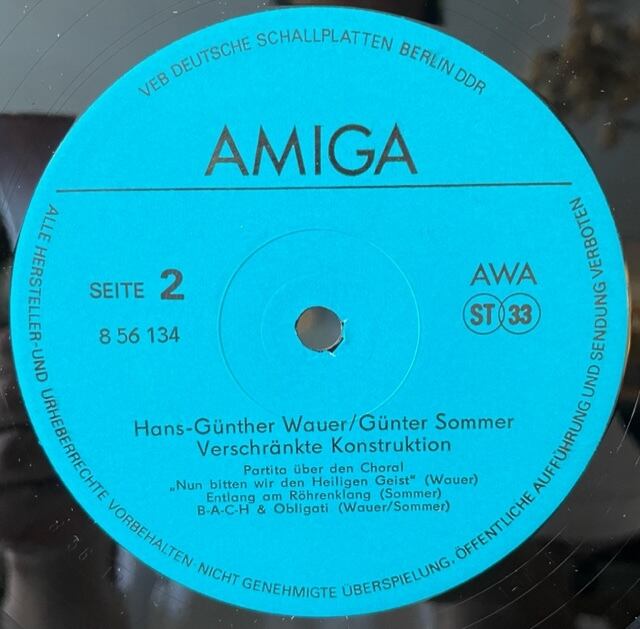 VEB DEUTSCHE SCHALLPLATTEN BERLIN DDR
AMIGA
SEITE 2
8 56 134
AWA
ST 33
Hans-Günther Wauer/Günter Sommer
Verschränkte Konstruktion
Partita über den Choral
„Nun bitten wir den Heiligen Geist“ (Wauer)
Entlang am Röhrenklang (Sommer)
B-A-C-H & Obligati (Wauer/Sommer)
ALLE HERSTELLER-UND URHEBERRECHTE VORBEHALTEN NICHT GENEHMIGTE ÜBERSPIELUNG, ÖFFENTLICHE AUFFÜHRUNG UND SENDUNG VERBOTEN